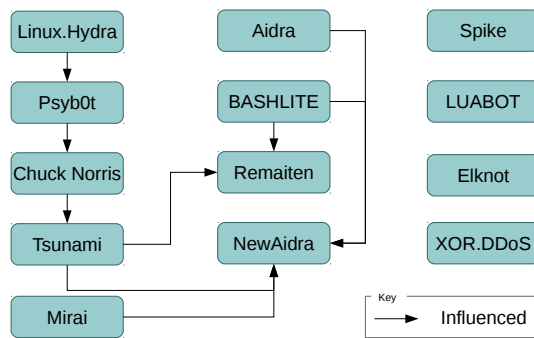 Linux.Hydra
Aidra
Spike
Psyb0t
BASHLITE
LUABOT
Chuck Norris
Remaiten
Elknot
Tsunami
NewAidra
XOR.DDoS
Mirai
Key
Influenced